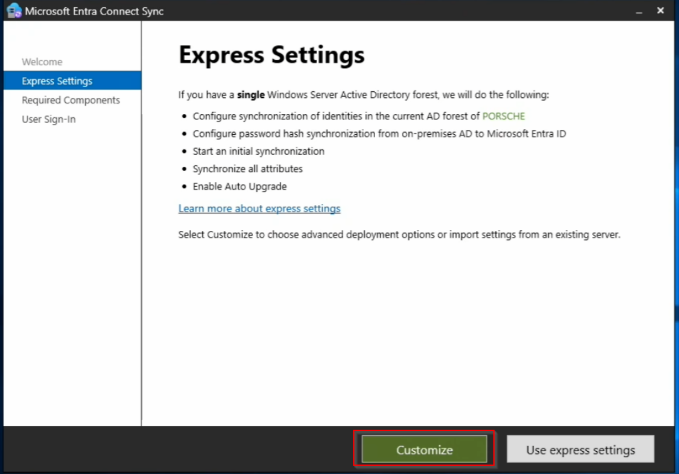 Microsoft Entra Connect Sync
Welcome
Express Settings
Required Components
User Sign-In
Express Settings
If you have a single Windows Server Active Directory forest, we will do the following:
• Configure synchronization of identities in the current AD forest of PORSCHE
• Configure password hash synchronization from on-premises AD to Microsoft Entra ID
• Start an initial synchronization
• Synchronize all attributes
• Enable Auto Upgrade
Learn more about express settings
Select Customize to choose advanced deployment options or import settings from an existing server.
Customize
Use express settings